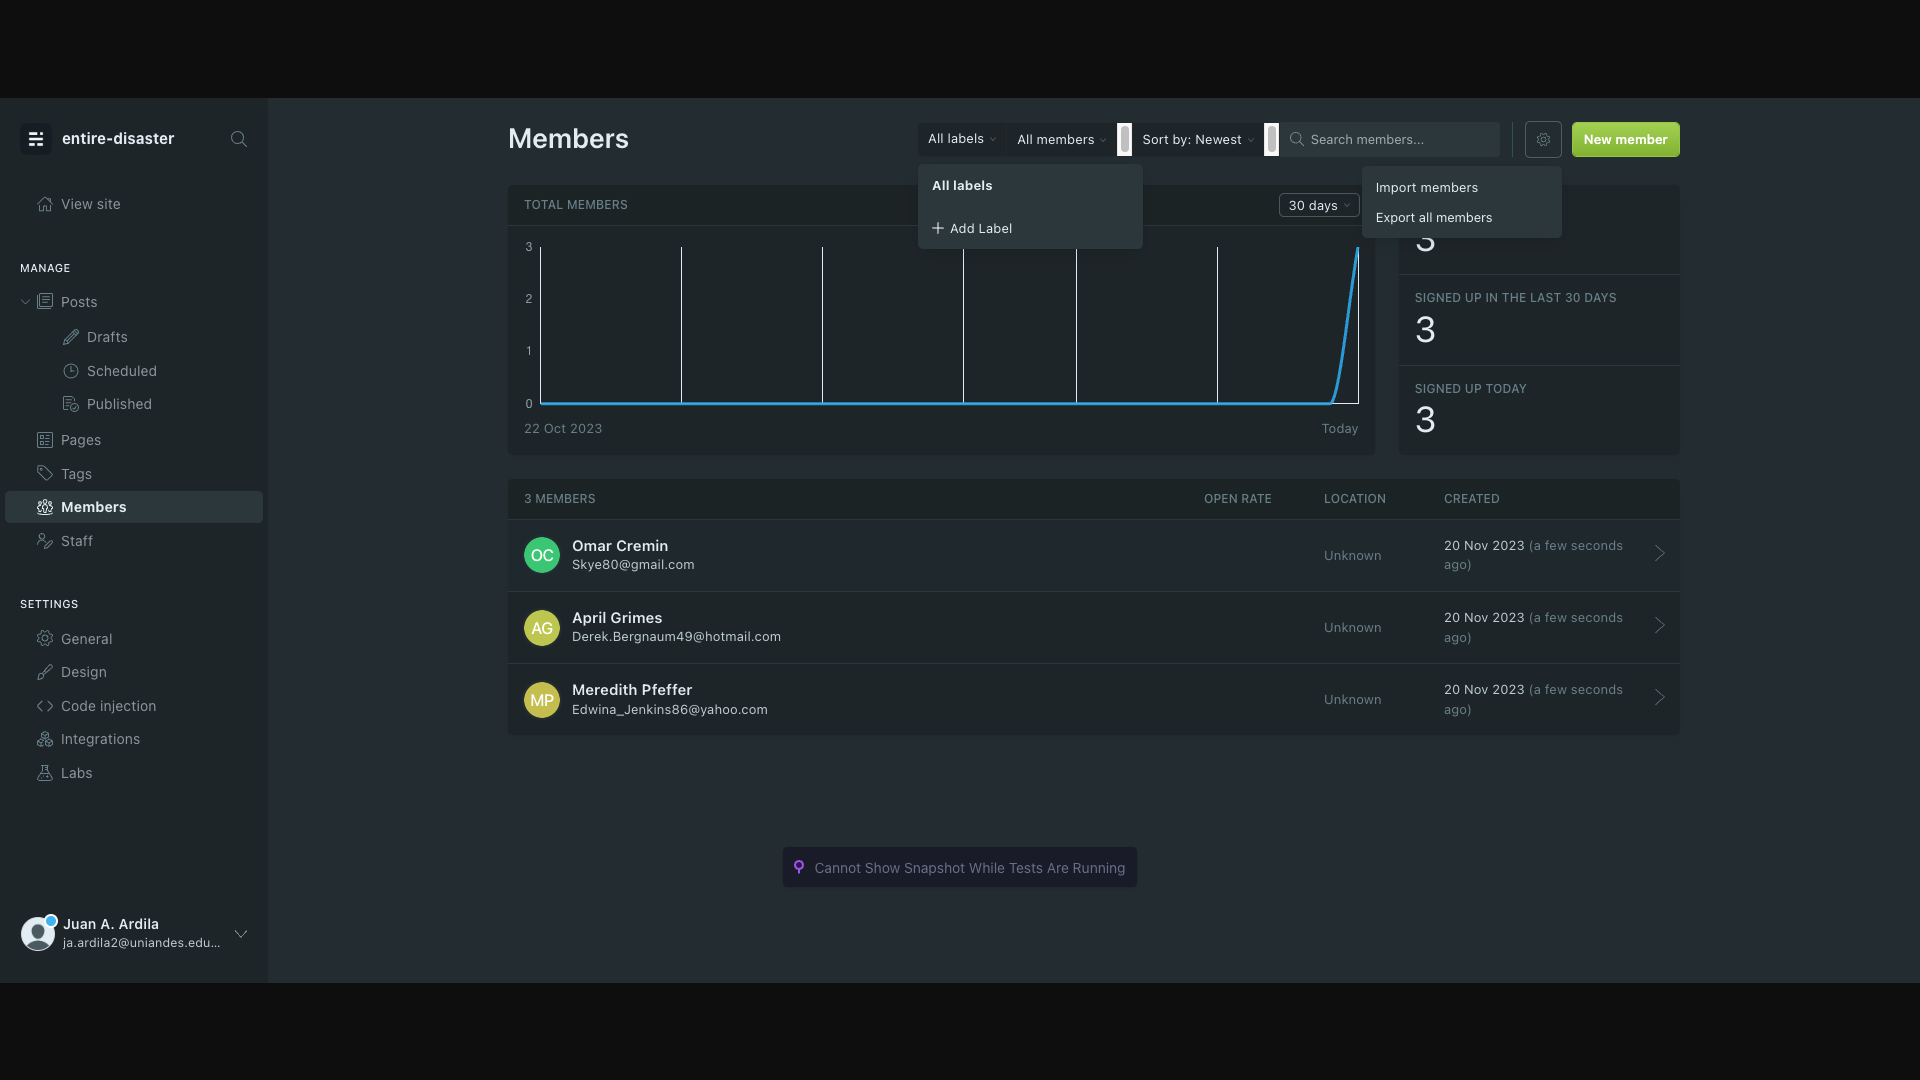 entire-disaster
View site
MANAGE
Posts
Drafts
Scheduled
Published
Pages
Tags
Members
Staff
SETTINGS
General
Design
Code injection
Integrations
Labs
Juan A. Ardila
ja.ardila2@uniandes.edu...
Members
All labels
All members
Sort by: Newest
Search members...
New member
All labels
Add Label
Import members
Export all members
TOTAL MEMBERS
30 days
3
2
1
0
22 Oct 2023
Today
3
SIGNED UP IN THE LAST 30 DAYS
3
SIGNED UP TODAY
3
3 MEMBERS OPEN RATE LOCATION CREATED
OC
Omar Cremin
Skye80@gmail.com
Unknown
20 Nov 2023 (a few seconds
ago)
AG
April Grimes
Derek.Bergnaum49@hotmail.com
Unknown
20 Nov 2023 (a few seconds
ago)
MP
Meredith Pfeffer
Edwina_Jenkins86@yahoo.com
Unknown
20 Nov 2023 (a few seconds
ago)
Cannot Show Snapshot While Tests Are Running